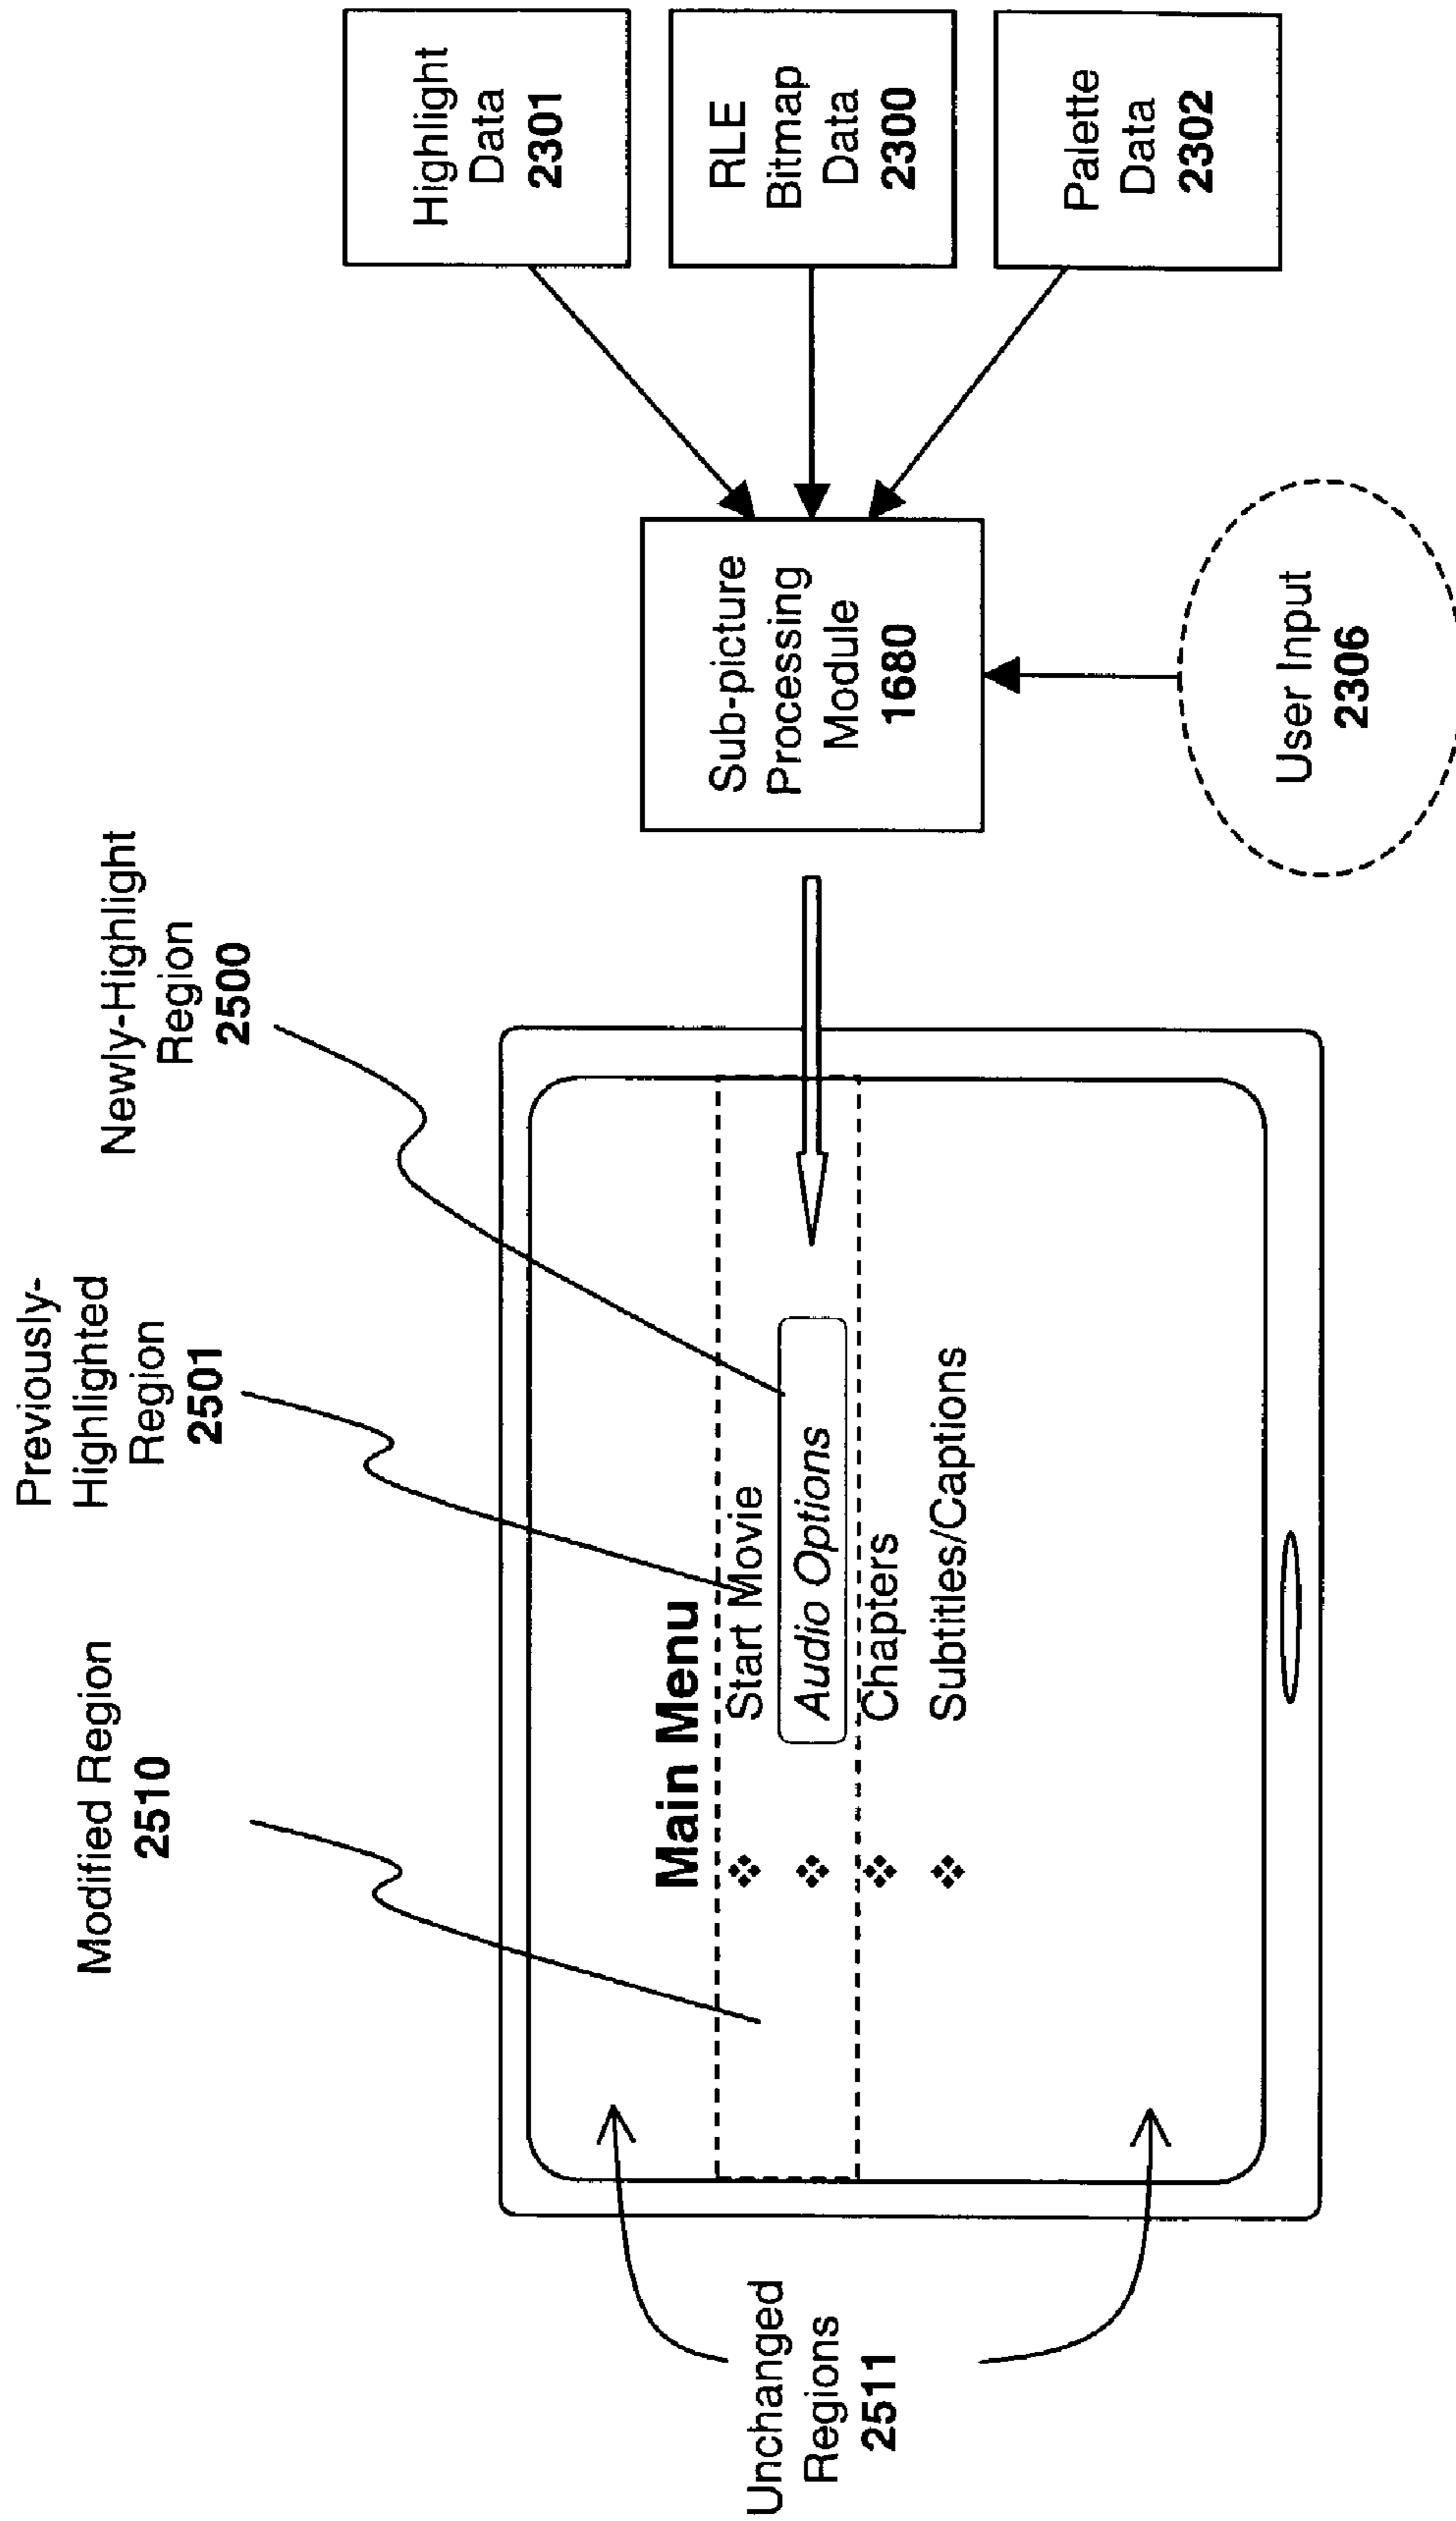 Previously-
Highlighted
Region
2501
Modified Region
2510
Newly-Highlight
Region
2500
Unchanged
Regions
2511
Main Menu
❖ Start Movie
❖ Audio Options
❖ Chapters
❖ Subtitles/Captions
Sub-picture
Processing
Module
1680
Highlight
Data
2301
RLE
Bitmap
Data
2300
Palette
Data
2302
User Input
2306